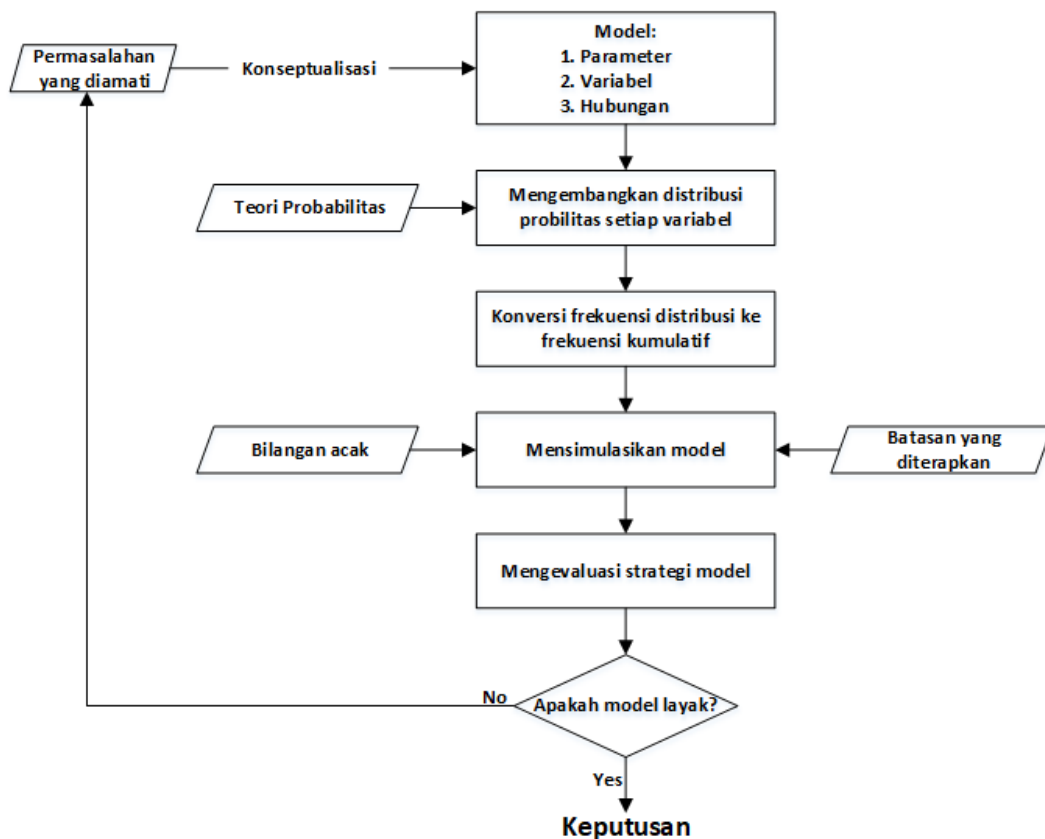 Permasalahan
yang diamati
Konseptualisasi
Model:
1. Parameter
2. Variabel
3. Hubungan
Teori Probabilitas
Mengembangkan distribusi
probilitas setiap variabel
Konversi frekuensi distribusi ke
frekuensi kumulatif
Bilangan acak
Mensimulasikan model
Batasan yang
diterapkan
Mengevaluasi strategi model
No
Apakah model layak?
Yes
Keputusan